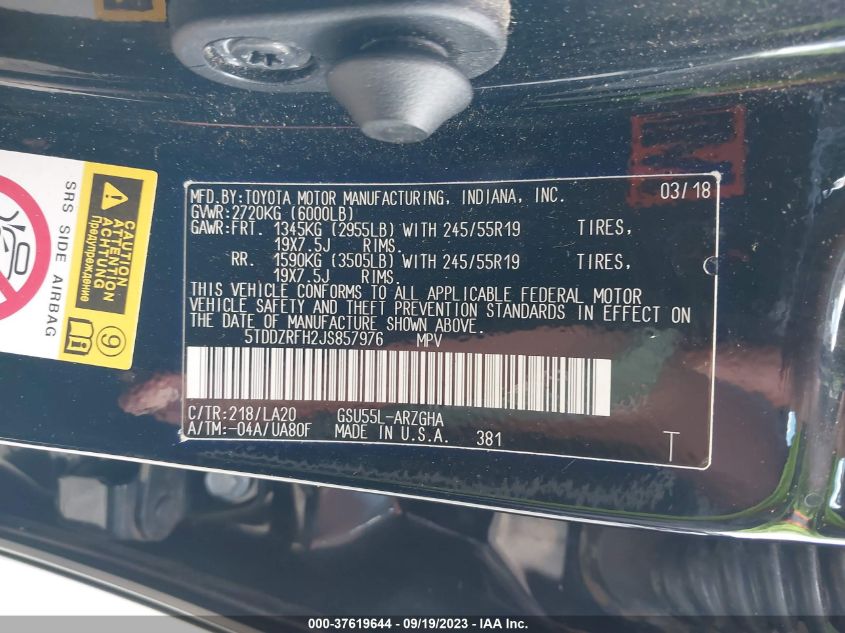 MFD.BY:TOYOTA MOTOR MANUFACTURING, INDIANA, INC. 03/18
GVWR:2720KG (6000LB)
GAWR:FRT. 1345KG (2955LB) WITH 245/55R19 TIRES,
19X7.5J RIMS.
RR. 1590KG (3505LB) WITH 245/55R19 TIRES,
19X7.5J RIMS.
THIS VEHICLE CONFORMS TO ALL APPLICABLE FEDERAL MOTOR
VEHICLE SAFETY AND THEFT PREVENTION STANDARDS IN EFFECT ON
THE DATE OF MANUFACTURE SHOWN ABOVE.
5TDDZRFH2JS857976 MPV
C/TR:218/LA20 GSU55L-ARZGHA
A/TM:-04A/UA80F MADE IN U.S.A. 381
T
SRS SIDE AIRBAG
CAUTION
ATTENTION
ACHTUNG
Предупреждение
9
000-37619644 - 09/19/2023 - IAA Inc.